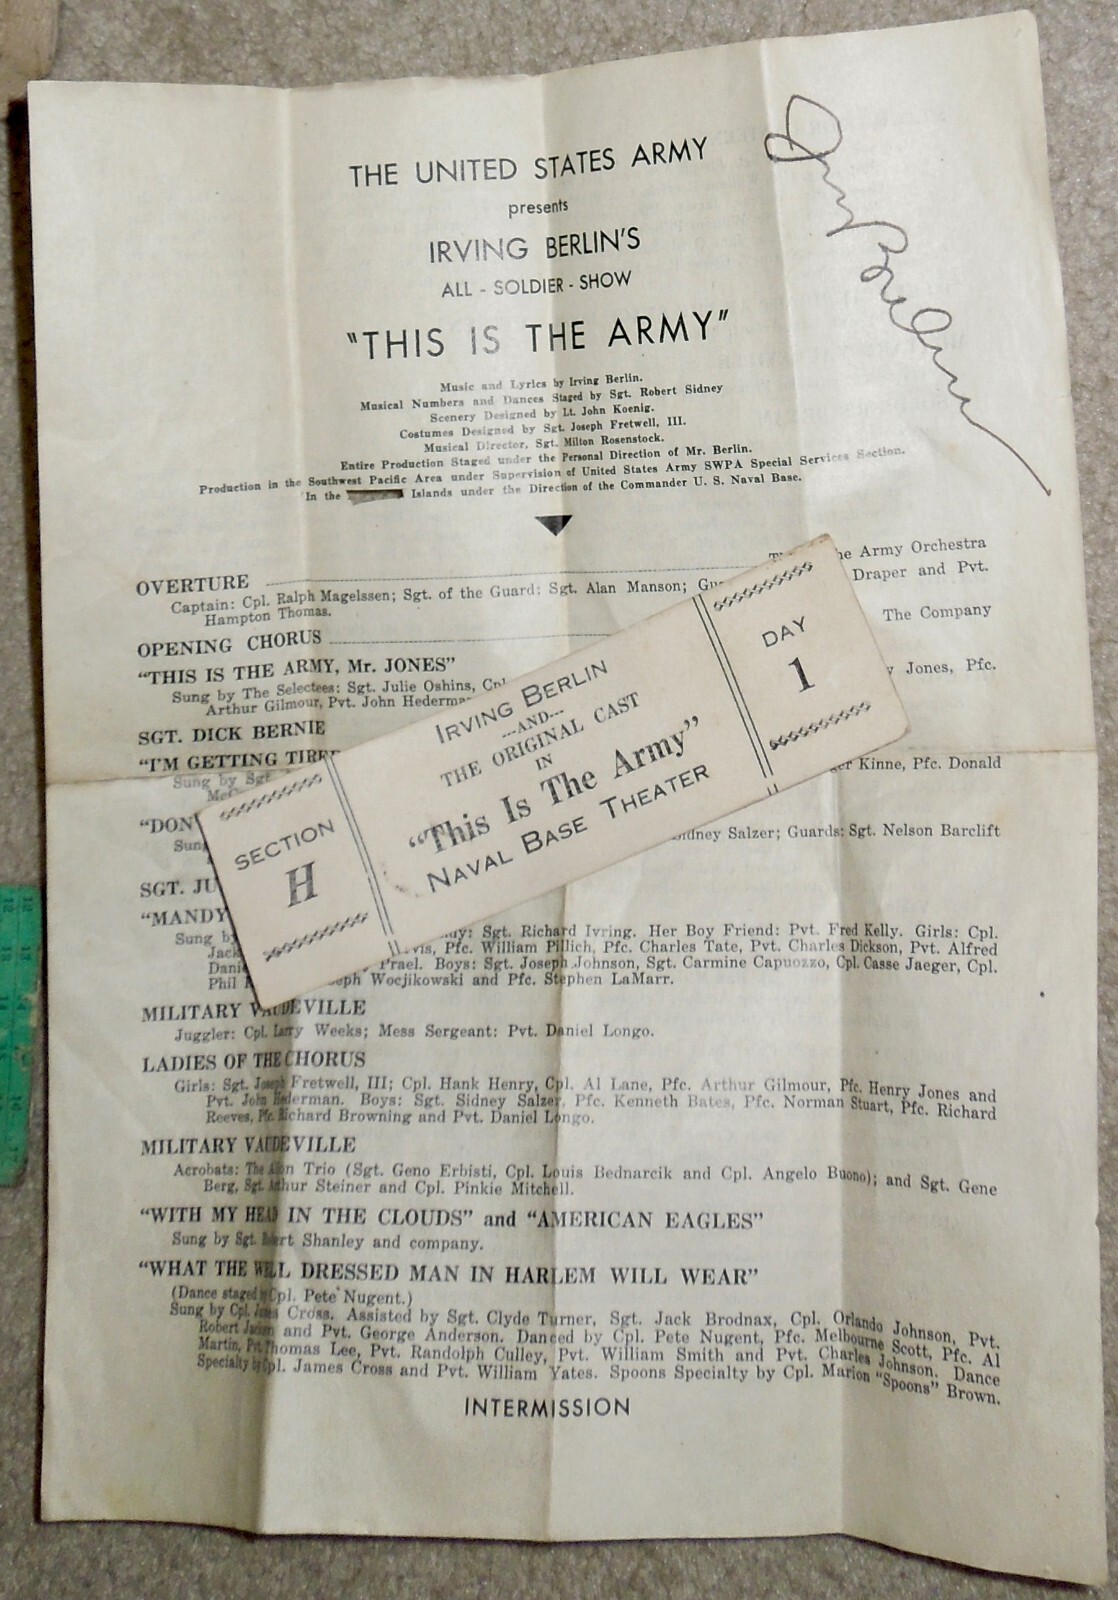 THE UNITED STATES ARMY
presents
IRVING BERLIN'S
ALL - SOLDIER - SHOW
"THIS IS THE ARMY"
Music and Lyrics by Irving Berlin.
Musical Numbers and Dances Staged by Sgt. Robert Sidney
Scenery Designed by Lt. John Koenig.
Costumes Designed by Sgt. Joseph Fretwell, III.
Musical Director, Sgt. Milton Rosenstock.
Entire Production Staged under the Personal Direction of Mr. Berlin.
Production in the Southwest Pacific Area under Supervision of United States Army SWPA Special Services Section.
In the Islands under the Direction of the Commander U. S. Naval Base.
Irving Berlin
OVERTURE Army Orchestra
Captain: Cpl. Ralph Magelssen; Sgt. of the Guard: Sgt. Alan Manson; Draper and Pvt.
Hampton Thomas.
OPENING CHORUS The Company
"THIS IS THE ARMY, Mr. JONES"
Sung by The Selectees: Sgt. Julie Oshins, Jones, Pfc.
Arthur Gilmour, Pvt. John
SGT. DICK BERNIE
"I'M GETTING
Sung by Sgt Kinne, Pfc. Donald
"DON'
Sung Sidney Salzer; Guards: Sgt. Nelson Barclift
SGT.
"MANDY
Sung by Sgt. Richard Ivring. Her Boy Friend: Pvt. Fred Kelly. Girls: Cpl.
Jack Pfc. William Pillich, Pfc. Charles Tate, Pvt. Charles Dickson, Pvt. Alfred
Prael. Boys: Sgt. Joseph Johnson, Sgt. Carmine Capuozzo, Cpl. Casse Jaeger, Cpl.
Phil Wocjikowski and Pfc. Stephen LaMarr.
MILITARY VAUDEVILLE
Juggler: Cpl. Larry Weeks; Mess Sergeant: Pvt. Daniel Longo.
LADIES OF THE CHORUS
Girls: Sgt. Joseph Fretwell, III; Cpl. Hank Henry, Cpl. Al Lane, Pfc. Arthur Gilmour, Pfc. Henry Jones and
Pvt. John Hederman. Boys: Sgt. Sidney Salzer, Pfc. Kenneth Bates, Pfc. Norman Stuart, Pfc. Richard
Reeves, Pfc. Richard Browning and Pvt. Daniel Longo.
MILITARY VAUDEVILLE
Acrobats: The Trio (Sgt. Geno Erbisti, Cpl. Louis Bednarcik and Cpl. Angelo Buono); and Sgt. Gene
Berg, Sgt. Arthur Steiner and Cpl. Pinkie Mitchell.
"WITH MY HEAD IN THE CLOUDS" and "AMERICAN EAGLES"
Sung by Sgt. Robert Shanley and company.
"WHAT THE WELL DRESSED MAN IN HARLEM WILL WEAR"
(Dance staged by Cpl. Pete Nugent.)
Sung by Cpl. James Cross. Assisted by Sgt. Clyde Turner, Sgt. Jack Brodnax, Cpl. Orlando Johnson, Pvt.
Robert and Pvt. George Anderson. Danced by Cpl. Pete Nugent, Pfc. Melbourne Scott, Pfc. Al
Martin, Pvt. Thomas Lee, Pvt. Randolph Culley, Pvt. William Smith and Pvt. Charles Johnson. Dance
Specialty by Cpl. James Cross and Pvt. William Yates. Spoons Specialty by Cpl. Marion "Spoons" Brown.
INTERMISSION
SECTION
H
IRVING BERLIN
---AND---
THE ORIGINAL CAST
IN
"This Is The Army"
NAVAL BASE THEATER
DAY
1